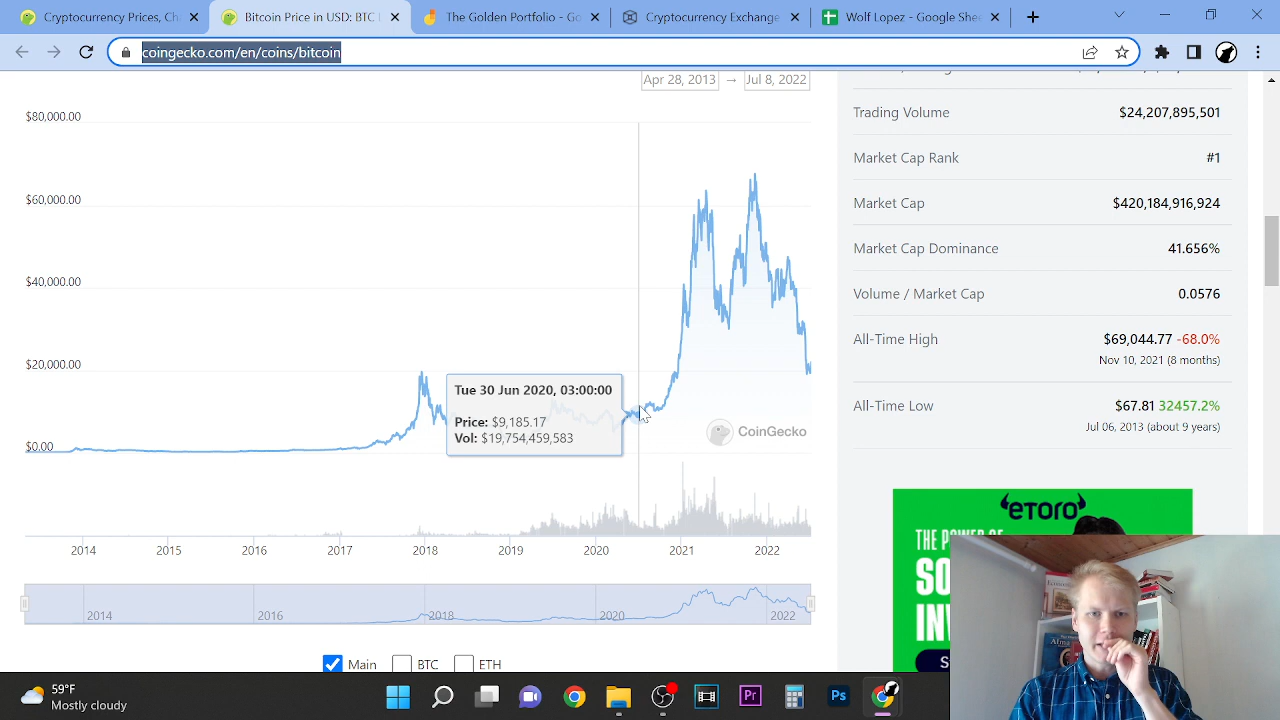 Cryptocurrency Prices, Ch
Bitcoin Price in USD: BTC
The Golden Portfolio - Go
Symbaloo
Wolf Lopez - Google Shee
coingecko.com/en/coins/bitcoin
Apr 28, 2013 → Jul 8, 2022
$80,000.00
$60,000.00
$40,000.00
$20,000.00
$0.00
Tue 30 Jun 2020, 03:00:00
Price: $9,185.17
Vol: $19,754,459,583
CoinGecko
2014 2015 2016 2017 2018 2019 2020 2021 2022
2014 2016 2018 2020 2022
Main BTC ETH
Trading Volume $24,207,895,501
Market Cap Rank #1
Market Cap $420,184,916,924
Market Cap Dominance 41.656%
Volume / Market Cap 0.0576
All-Time High $69,044.77 -68.0%
Nov 10, 2021 (8 months)
All-Time Low $67.81 32457.2%
Jul 06, 2013 (about 9 years)
eToro
THE POWER OF
SO
INV
S
59°F
Mostly cloudy
Pr
Ps